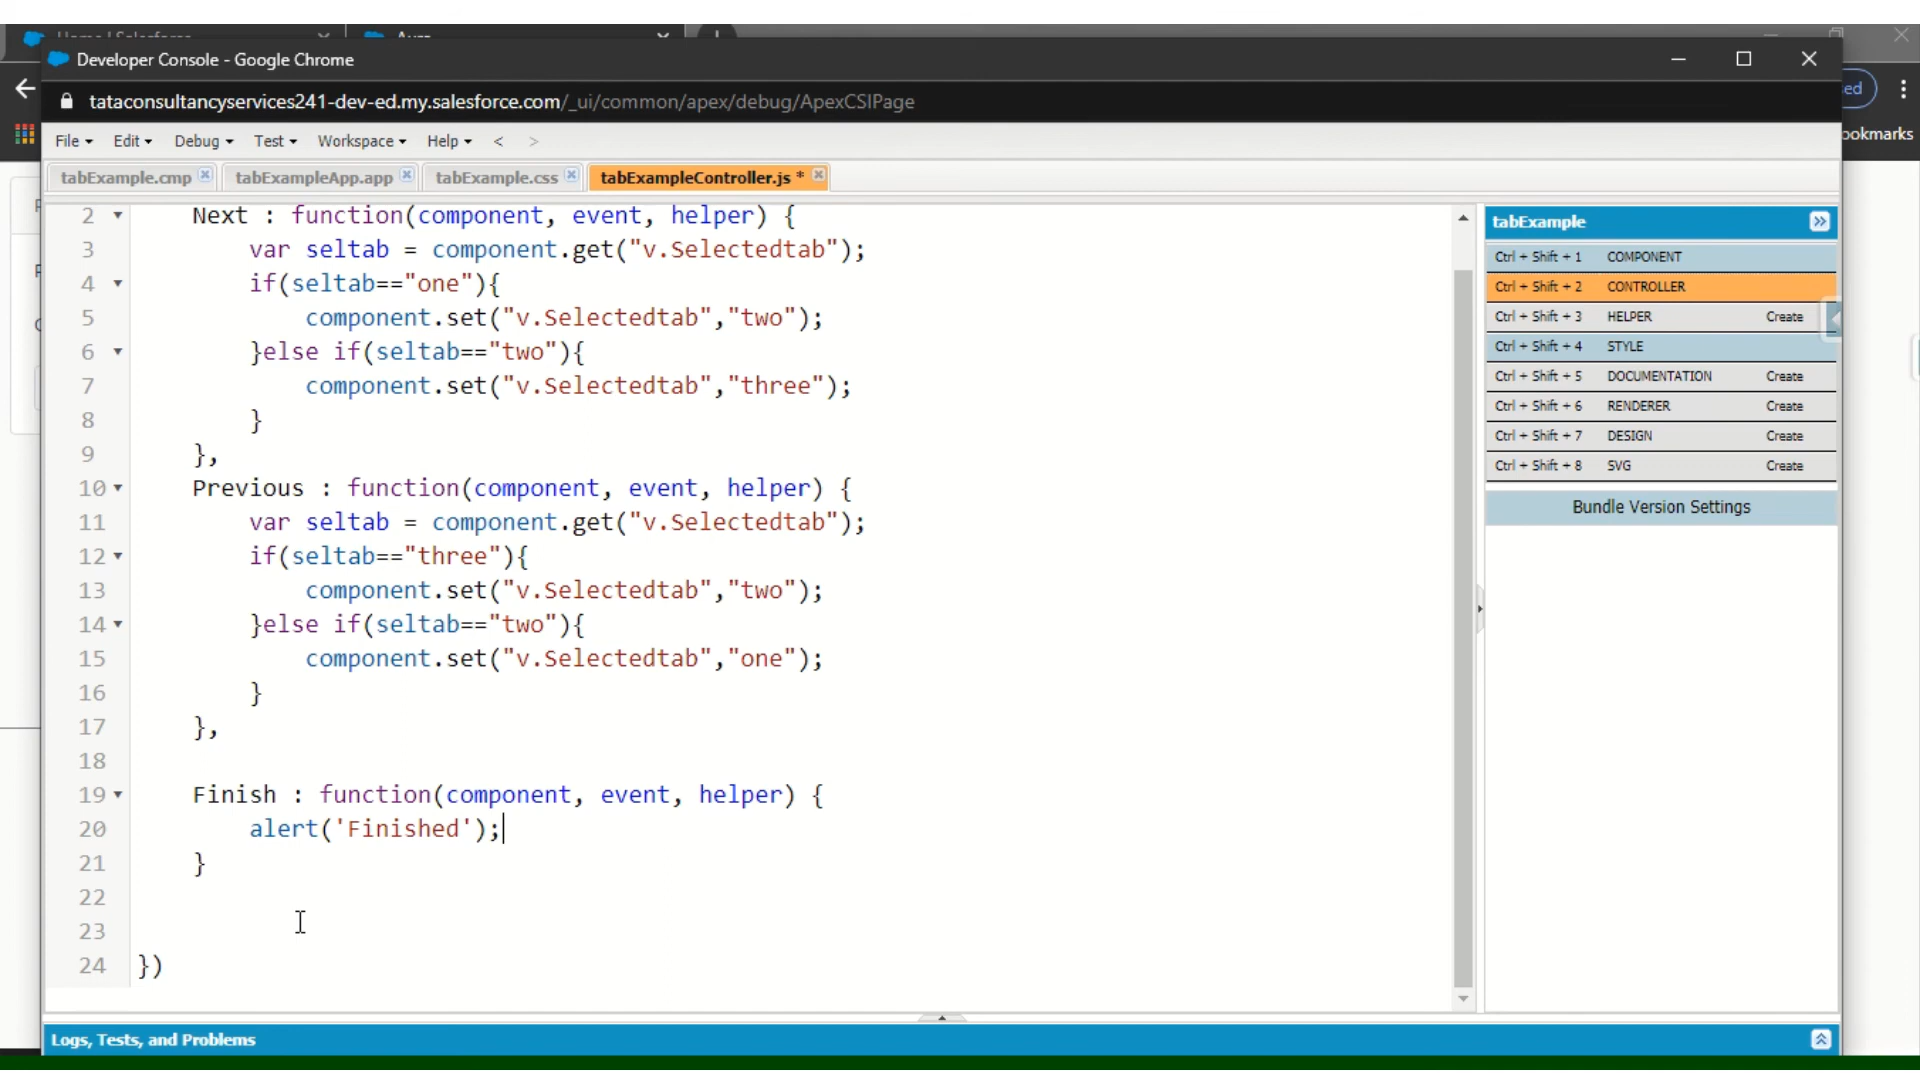 Developer Console - Google Chrome
tataconsultancyservices241-dev-ed.my.salesforce.com/_ui/common/apex/debug/ApexCSIPage
ed
ookmarks
File Edit Debug Test Workspace Help < >
tabExample.cmp tabExampleApp.app tabExample.css tabExampleController.js *
2 Next : function(component, event, helper) {
3 var seltab = component.get("v.Selectedtab");
4 if(seltab=="one"){
5 component.set("v.Selectedtab","two");
6 }else if(seltab=="two"){
7 component.set("v.Selectedtab","three");
8 }
9 },
10 Previous : function(component, event, helper) {
11 var seltab = component.get("v.Selectedtab");
12 if(seltab=="three"){
13 component.set("v.Selectedtab","two");
14 }else if(seltab=="two"){
15 component.set("v.Selectedtab","one");
16 }
17 },
18
19 Finish : function(component, event, helper) {
20 alert('Finished');
21 }
22
23
24 })
tabExample
Ctrl + Shift + 1 COMPONENT
Ctrl + Shift + 2 CONTROLLER
Ctrl + Shift + 3 HELPER Create
Ctrl + Shift + 4 STYLE
Ctrl + Shift + 5 DOCUMENTATION Create
Ctrl + Shift + 6 RENDERER Create
Ctrl + Shift + 7 DESIGN Create
Ctrl + Shift + 8 SVG Create
Bundle Version Settings
Logs, Tests, and Problems